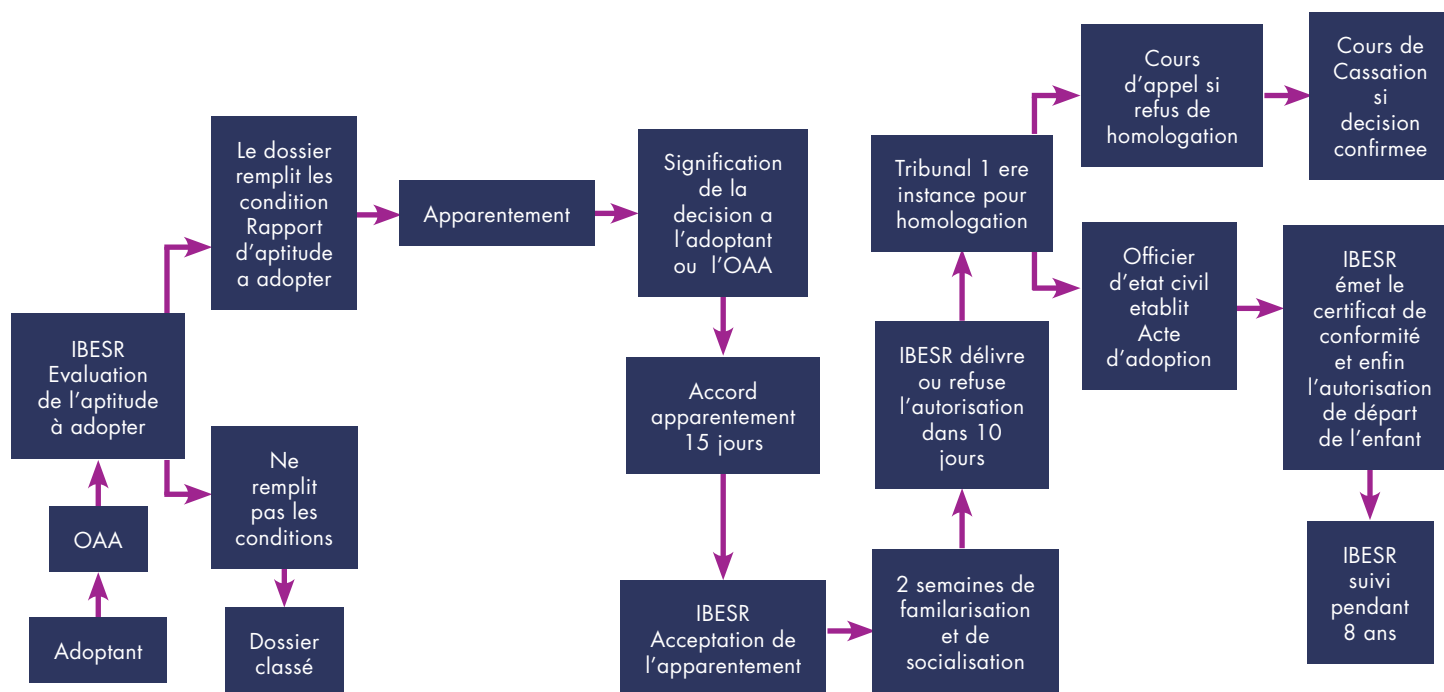 Adoptant
OAA
IBESR
Evaluation
de l'aptitude
à adopter
Le dossier
remplit les
condition
Rapport
d'aptitude
a adopter
Ne
remplit
pas les
conditions
Dossier
classé
Apparentement
Signification
de la
decision a
l'adoptant
ou l'OAA
Accord
apparentement
15 jours
IBESR
Acceptation de
l'apparentement
2 semaines de
familarisation
et de
socialisation
IBESR délivre
ou refuse
l'autorisation
dans 10
jours
Tribunal 1 ere
instance pour
homologation
Cours
d'appel si
refus de
homologation
Cours de
Cassation
si
decision
confirmee
Officier
d'etat civil
etablit
Acte
d'adoption
IBESR
émet le
certificat de
conformité
et enfin
l'autorisation
de départ
de l'enfant
IBESR
suivi
pendant
8 ans